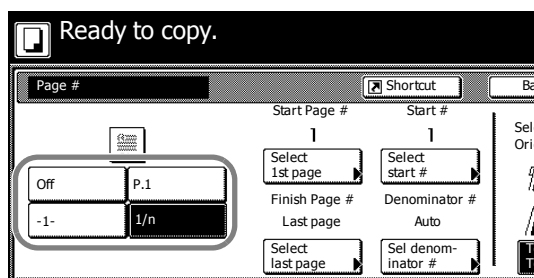 Ready to copy.
Page #
Shortcut
Start Page #
Start #
1
1
Off
P.1
-1-
1/n
Select
1st page
Select
start #
Finish Page #
Denominator #
Last page
Auto
Select
last page
Sel denom-
inator #